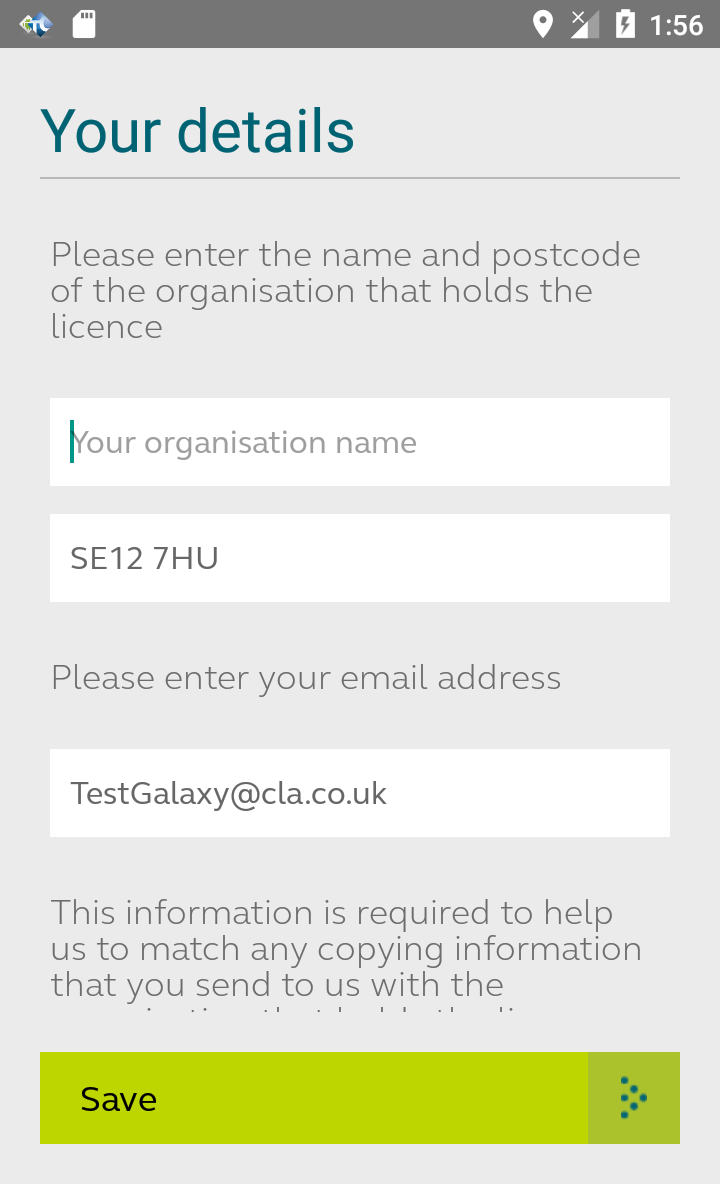 1:56
Your details
Please enter the name and postcode
of the organisation that holds the
licence
Your organisation name
SE12 7HU
Please enter your email address
TestGalaxy@cla.co.uk
This information is required to help
us to match any copying information
that you send to us with the
Save